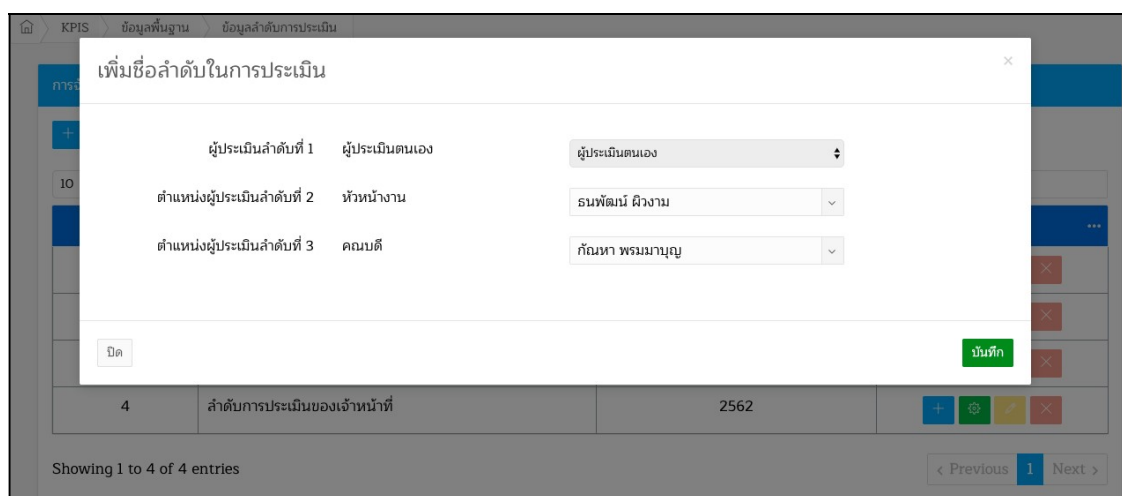 KPIS ข้อมูลพื้นฐาน ข้อมูลลำดับการประเมิน
เพิ่มชื่อลำดับในการประเมิน ×
ผู้ประเมินลำดับที่ 1 ผู้ประเมินตนเอง ผู้ประเมินตนเอง
10
ตำแหน่งผู้ประเมินลำดับที่ 2 หัวหน้างาน ธนพัฒน์ ผิวงาม
ตำแหน่งผู้ประเมินลำดับที่ 3 คณบดี กัณหา พรมมาบุญ
ปิด บันทึก
4 ลำดับการประเมินของเจ้าหน้าที่ 2562
Showing 1 to 4 of 4 entries ‹ Previous 1 Next ›